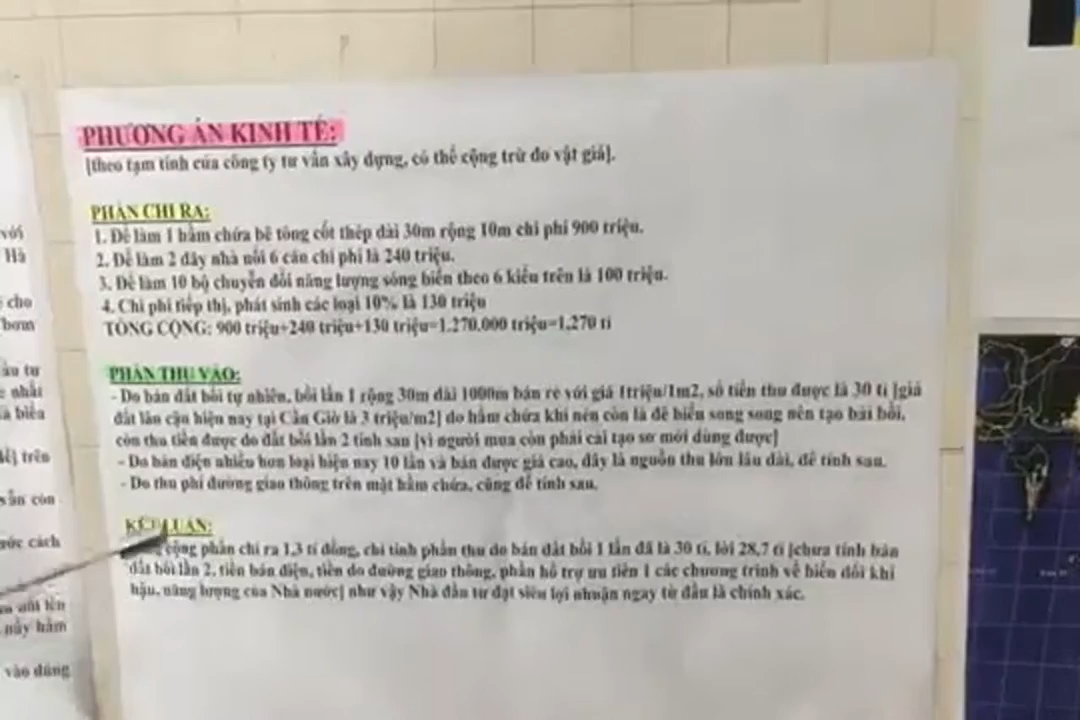 PHƯƠNG ÁN KINH TẾ:
[theo tạm tính của công ty tư vấn xây dựng, có thể cộng trừ do vật giá].
PHẦN CHI RA:
1. Để làm 1 hầm chứa bê tông cốt thép dài 30m rộng 10m chi phí 900 triệu.
2. Để làm 2 dãy nhà nổi 6 căn chi phí là 240 triệu.
3. Để làm 10 bộ chuyển đổi năng lượng sóng biển theo 6 kiểu trên là 100 triệu.
4. Chi phí tiếp thị, phát sinh các loại 10% là 130 triệu
TỔNG CỘNG: 900 triệu+240 triệu+130 triệu=1.270.000 triệu=1.270 tỉ
PHẦN THU VÀO:
- Do bán đất bồi tự nhiên, bồi lần 1 rộng 30m dài 1000m bán rẻ với giá 1triệu/1m2, số tiền thu được là 30 tỉ [giá
đất lân cận hiện nay tại Cần Giờ là 3 triệu/m2] do hầm chứa khí nén còn là đê biển song song nên tạo bãi bồi,
còn thu tiền được do đất bồi lần 2 tính sau [vì người mua còn phải cải tạo sơ mới dùng được]
- Do bán điện nhiều hơn loại hiện nay 10 lần và bán được giá cao, đây là nguồn thu lớn lâu dài, để tính sau.
- Do thu phí đường giao thông trên mặt hầm chứa, cũng để tính sau.
KẾT LUẬN:
cộng phần chi ra 1,3 tỉ đồng, chỉ tính phần thu do bán đất bồi 1 lần đã là 30 tỉ, lời 28,7 tỉ [chưa tính bán
đất bồi lần 2, tiền bán điện, tiền do đường giao thông, phần hỗ trợ ưu tiên 1 các chương trình về biến đổi khí
hậu, năng lượng của Nhà nước] như vậy Nhà đầu tư đạt siêu lợi nhuận ngay từ đầu là chính xác.
với
Hà
cho
bơm
nhất
trên
sẵn còn
cách
này hầm
vào đúng